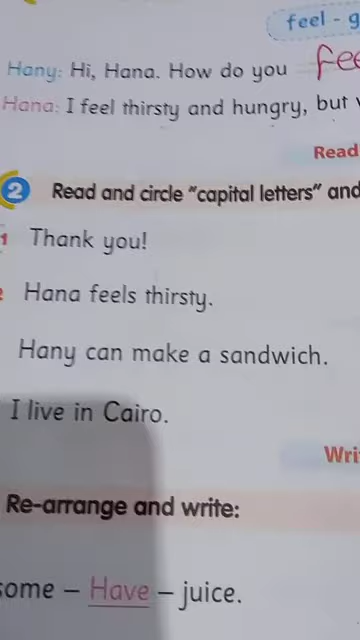 feel - g
Hany: Hi, Hana. How do you fee
Hana: I feel thirsty and hungry, but
Read
2 Read and circle "capital letters" and
1 Thank you!
Hana feels thirsty.
Hany can make a sandwich.
I live in Cairo.
Wri
Re-arrange and write:
some – Have – juice.